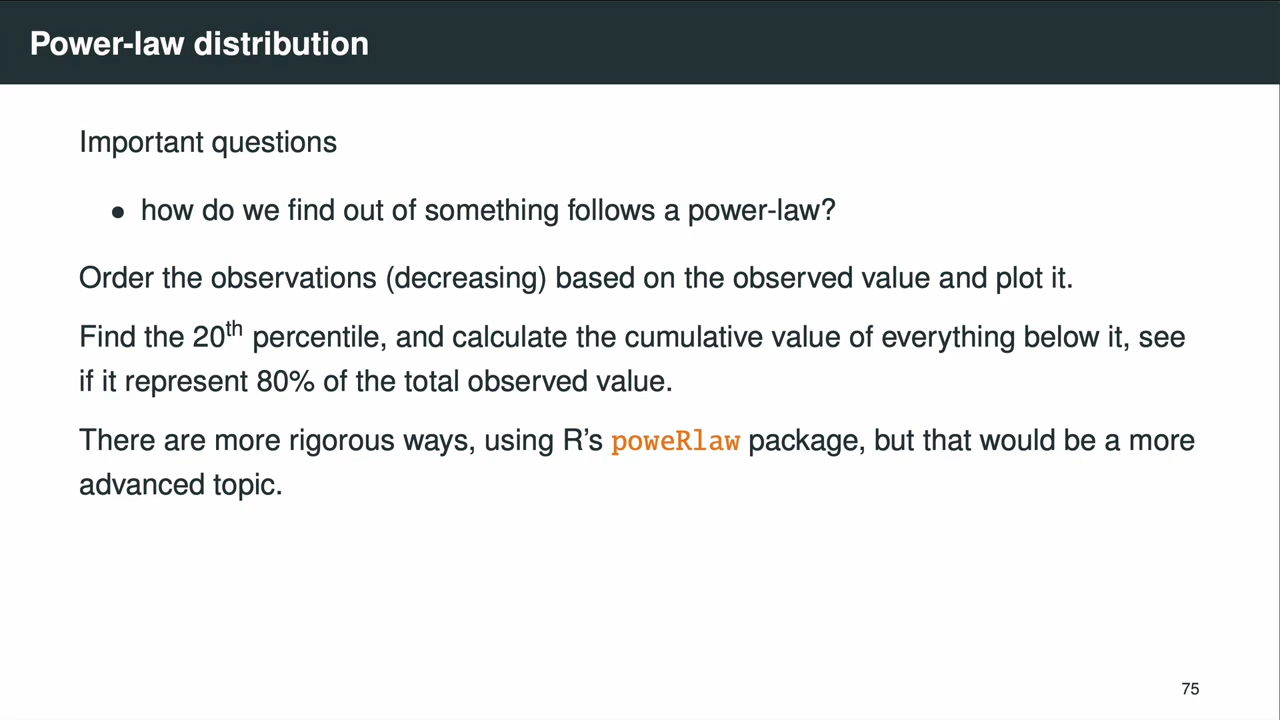 Power-law distribution
Important questions
• how do we find out of something follows a power-law?
Order the observations (decreasing) based on the observed value and plot it.
Find the 20th percentile, and calculate the cumulative value of everything below it, see
if it represent 80% of the total observed value.
There are more rigorous ways, using R's poweRlaw package, but that would be a more
advanced topic.
75